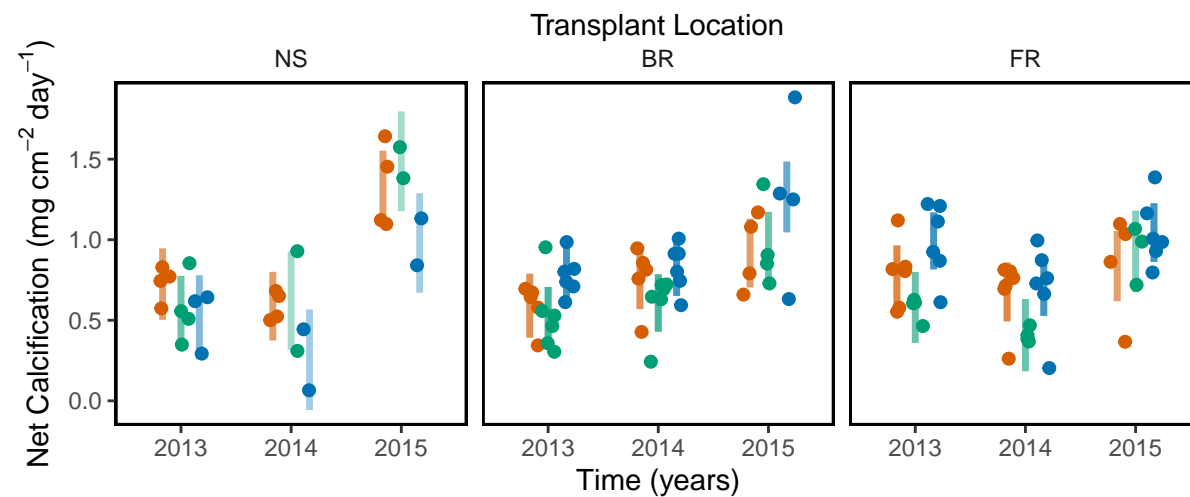 Transplant Location
NS BR FR
Net Calcification (mg cm⁻² day⁻¹)
1.5
1.0
0.5
0.0
2013 2014 2015 2013 2014 2015 2013 2014 2015
Time (years)